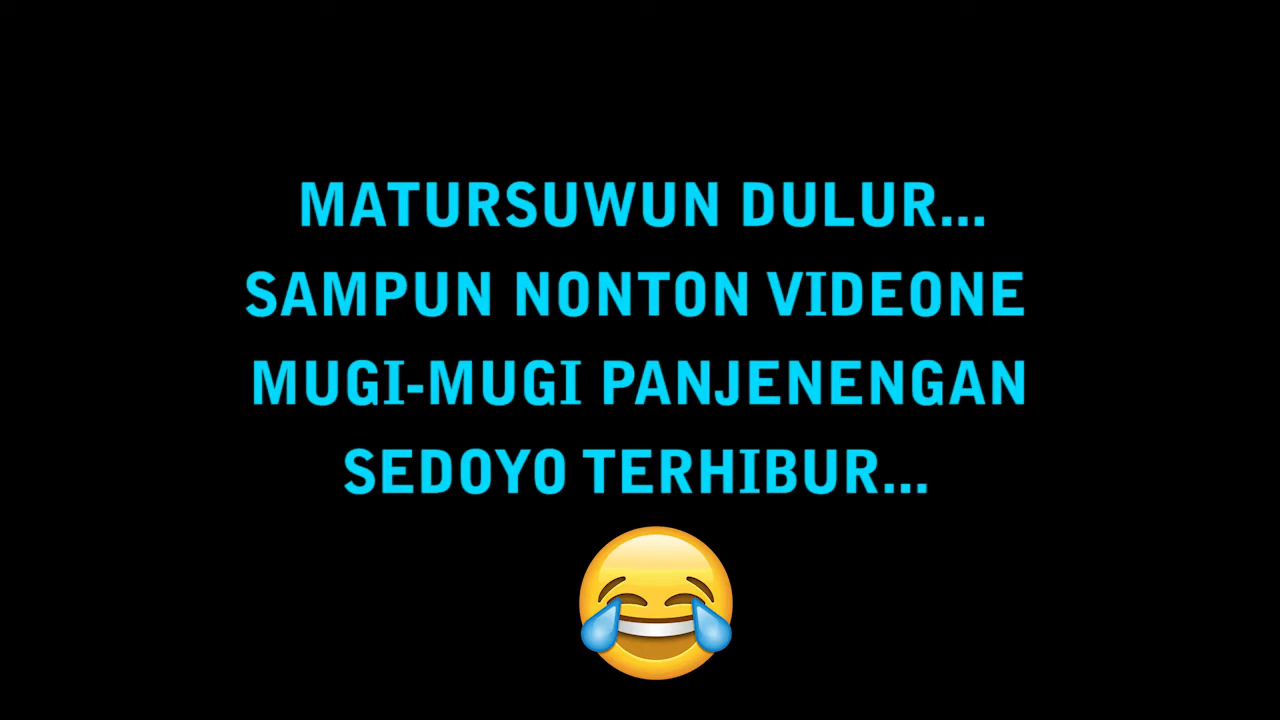 MATURSUWUN DULUR...
SAMPUN NONTON VIDEONE
MUGI-MUGI PANJENENGAN
SEDOYO TERHIBUR...